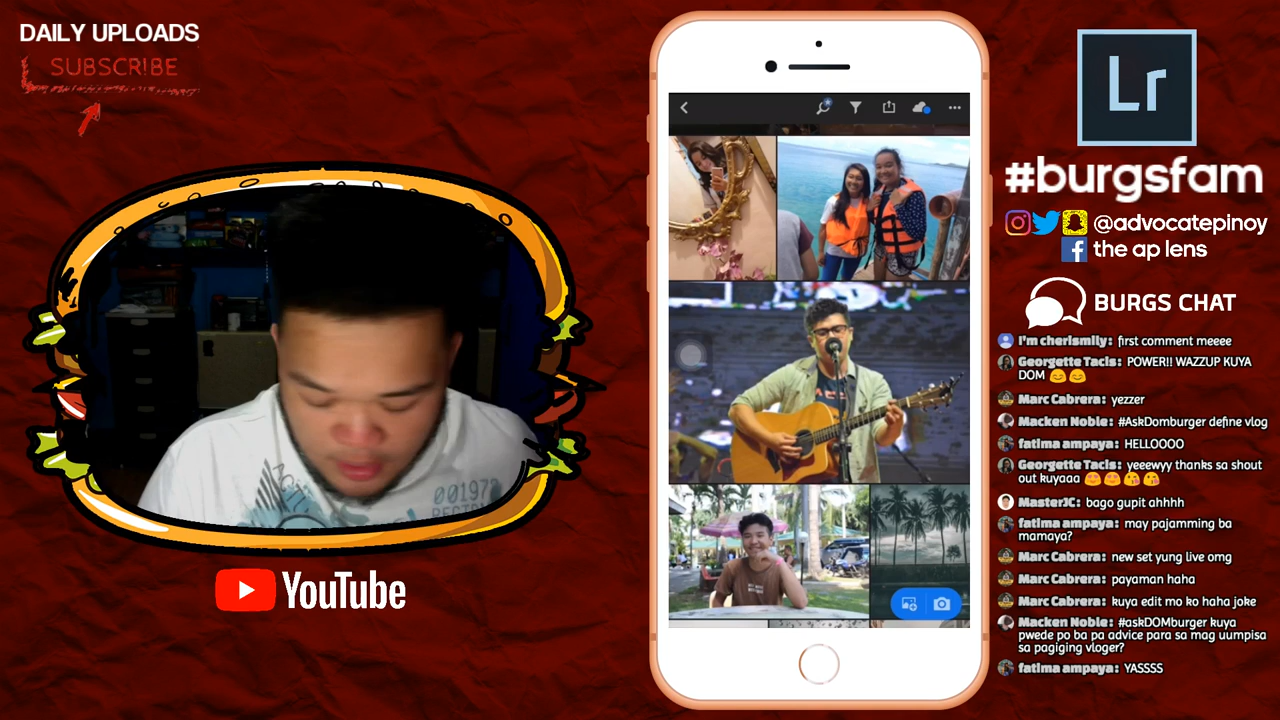 DAILY UPLOADS
SUBSCRIBE
001972
YouTube
Lr
#burgsfam
@advocatepinoy
the ap lens
BURGS CHAT
I'm cherismily: first comment meeee
Georgette Tacis: POWER!! WAZZUP KUYA
DOM 😊😊
Marc Cabrera: yezzer
Macken Noble: #AskDomburger define vlog
fatima ampaya: HELLOOOO
Georgette Tacis: yeeewyy thanks sa shout
out kuyaaa 😊😊😘😘
MasterJC: bago gupit ahhhh
fatima ampaya: may pajamming ba
mamaya?
Marc Cabrera: new set yung live omg
Marc Cabrera: payaman haha
Marc Cabrera: kuya edit mo ko haha joke
Macken Noble: #askDOMburger kuya
pwede po ba pa advice para sa mag uumpisa
sa pagiging vloger?
fatima ampaya: YASSSS